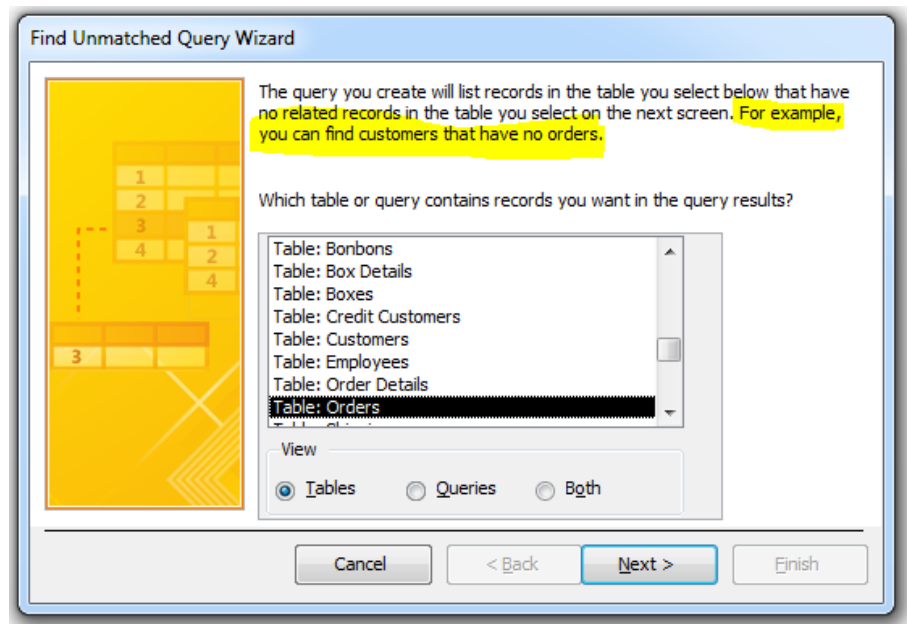 Find Unmatched Query Wizard
The query you create will list records in the table you select below that have
no related records in the table you select on the next screen. For example,
you can find customers that have no orders.
1
2
3
4
1
2
4
3
Which table or query contains records you want in the query results?
Table: Bonbons
Table: Box Details
Table: Boxes
Table: Credit Customers
Table: Customers
Table: Employees
Table: Order Details
Table: Orders
View
Tables Queries Both
Cancel < Back Next > Finish